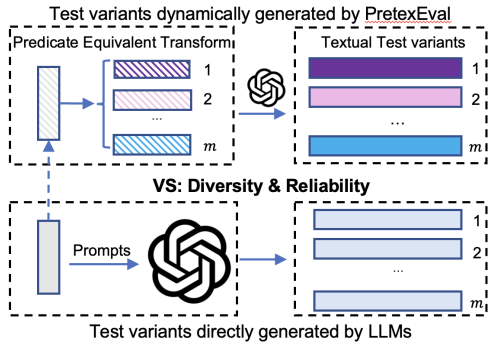 Test variants dynamically generated by PretexEval
Predicate Equivalent Transform
Textual Test variants
1
2
...
m
1
2
...
m
VS: Diversity & Reliability
Prompts
1
2
...
m
Test variants directly generated by LLMs